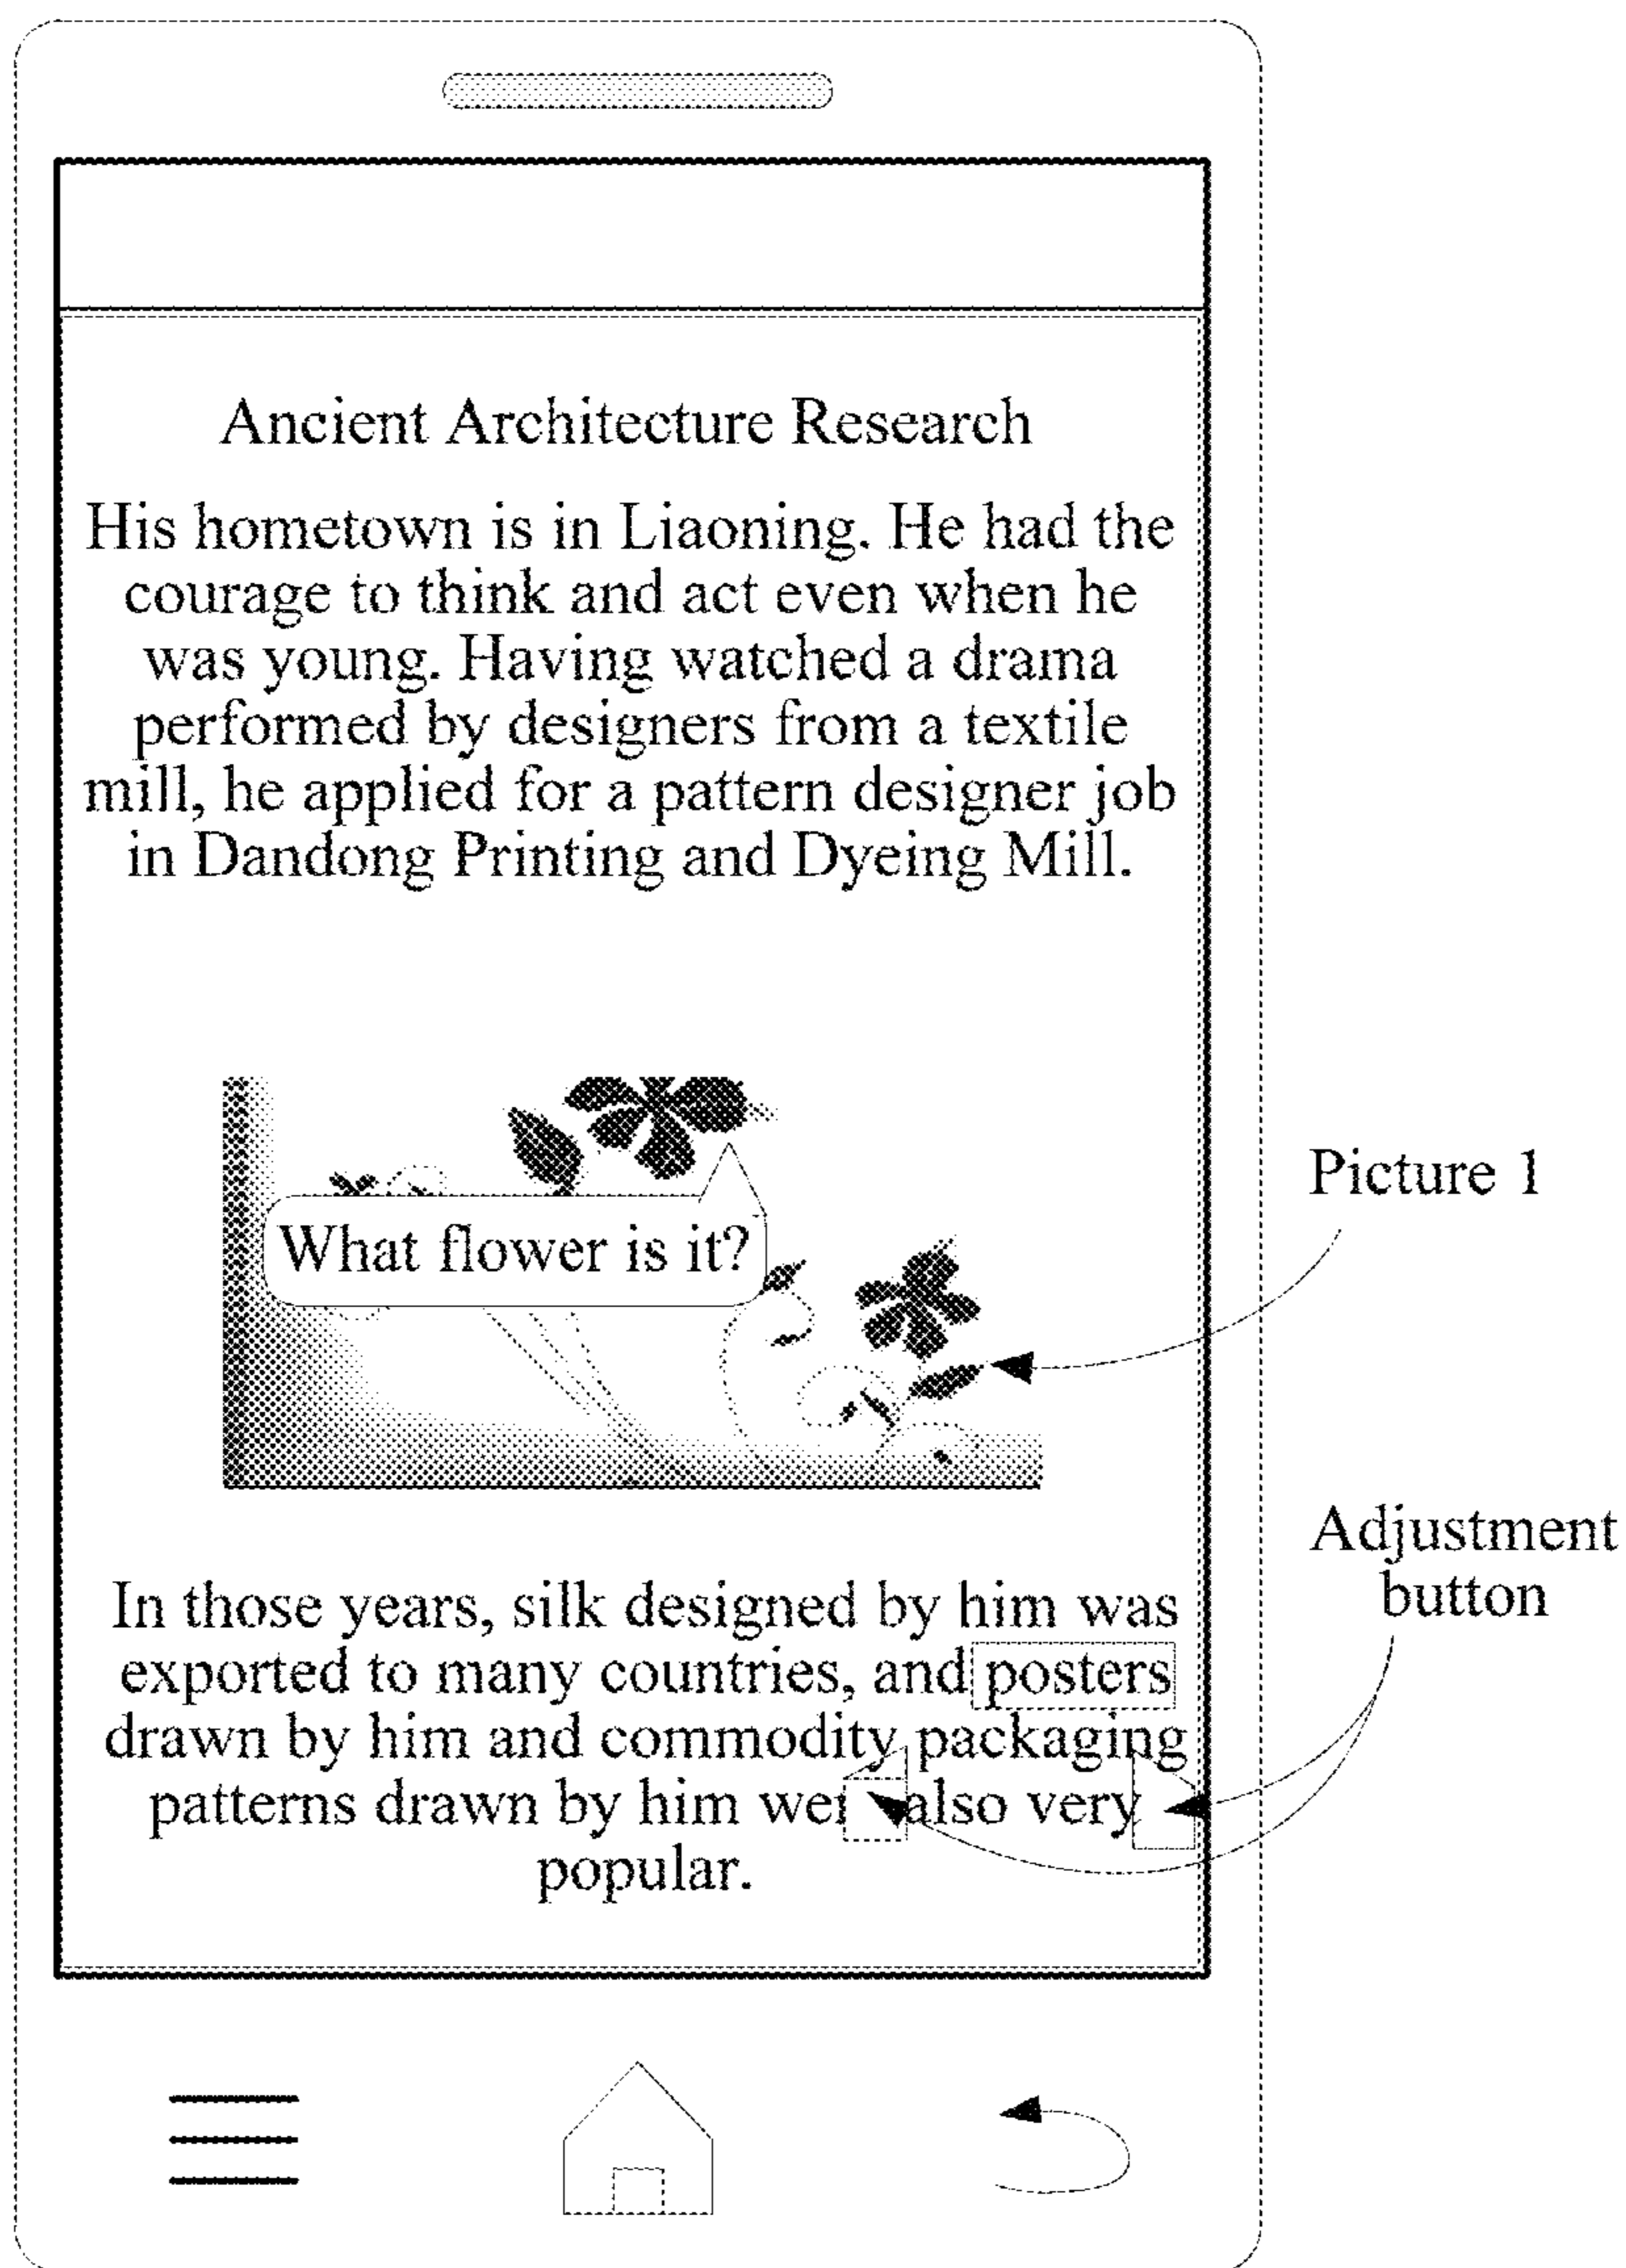 Ancient Architecture Research
His hometown is in Liaoning. He had the
courage to think and act even when he
was young. Having watched a drama
performed by designers from a textile
mill, he applied for a pattern designer job
in Dandong Printing and Dyeing Mill.
What flower is it?
Picture 1
Adjustment
button
In those years, silk designed by him was
exported to many countries, and posters
drawn by him and commodity packaging
patterns drawn by him also very
popular.